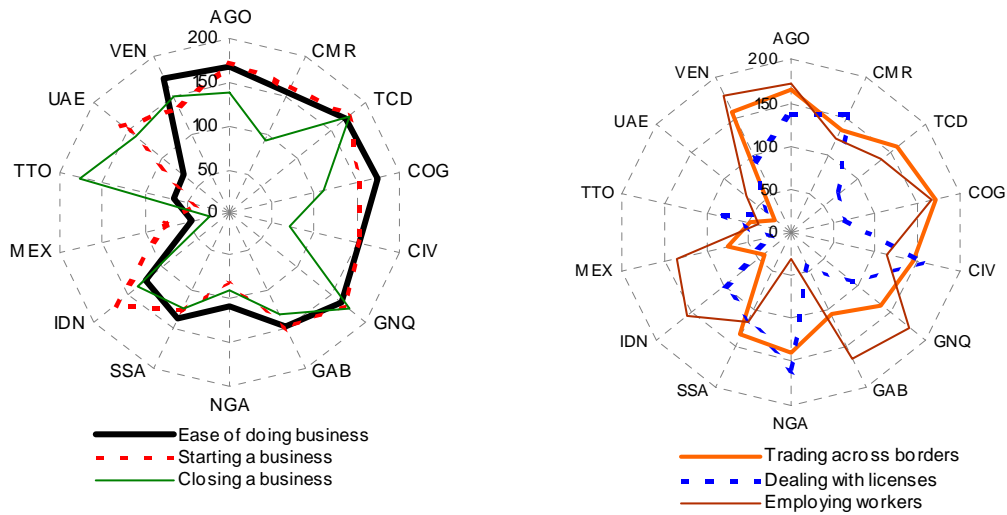 AGO
200
VEN
CMR
150
UAE
TCD
100
50
TTO
COG
0
MEX
CIV
IDN
GNQ
SSA
GAB
NGA
Ease of doing business
Starting a business
Closing a business
AGO
200
VEN
CMR
150
UAE
TCD
100
50
TTO
COG
0
MEX
CIV
IDN
GNQ
SSA
GAB
NGA
Trading across borders
Dealing with licenses
Employing workers